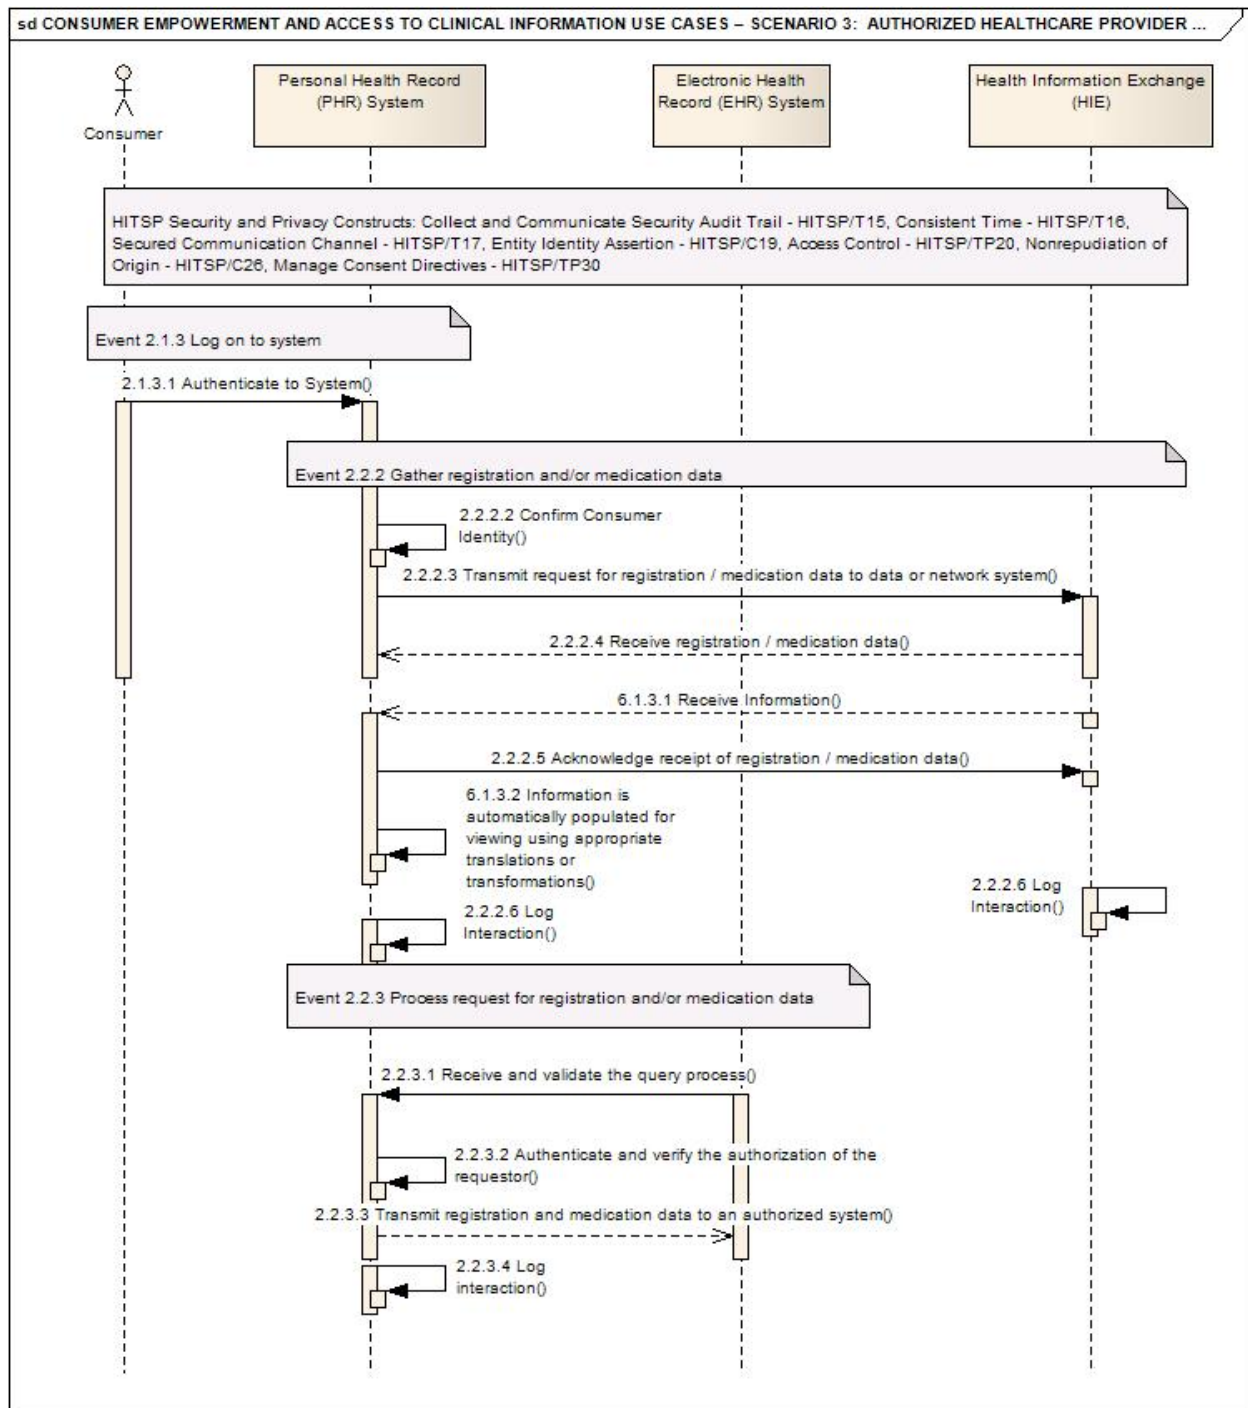 sd CONSUMER EMPOWERMENT AND ACCESS TO CLINICAL INFORMATION USE CASES – SCENARIO 3: AUTHORIZED HEALTHCARE PROVIDER ...
Consumer
Personal Health Record
(PHR) System
Electronic Health
Record (EHR) System
Health Information Exchange
(HIE)
HITSP Security and Privacy Constructs: Collect and Communicate Security Audit Trail - HITSP/T15, Consistent Time - HITSP/T16,
Secured Communication Channel - HITSP/T17, Entity Identity Assertion - HITSP/C19, Access Control - HITSP/TP20, Nonrepudiation of
Origin - HITSP/C26, Manage Consent Directives - HITSP/TP30
Event 2.1.3 Log on to system
2.1.3.1 Authenticate to System()
Event 2.2.2 Gather registration and/or medication data
2.2.2.2 Confirm Consumer
Identity()
2.2.2.3 Transmit request for registration / medication data to data or network system()
2.2.2.4 Receive registration / medication data()
6.1.3.1 Receive Information()
2.2.2.5 Acknowledge receipt of registration / medication data()
6.1.3.2 Information is
automatically populated for
viewing using appropriate
translations or
transformations()
2.2.2.6 Log
Interaction()
2.2.2.6 Log
Interaction()
Event 2.2.3 Process request for registration and/or medication data
2.2.3.1 Receive and validate the query process()
2.2.3.2 Authenticate and verify the authorization of the
requestor()
2.2.3.3 Transmit registration and medication data to an authorized system()
2.2.3.4 Log
interaction()